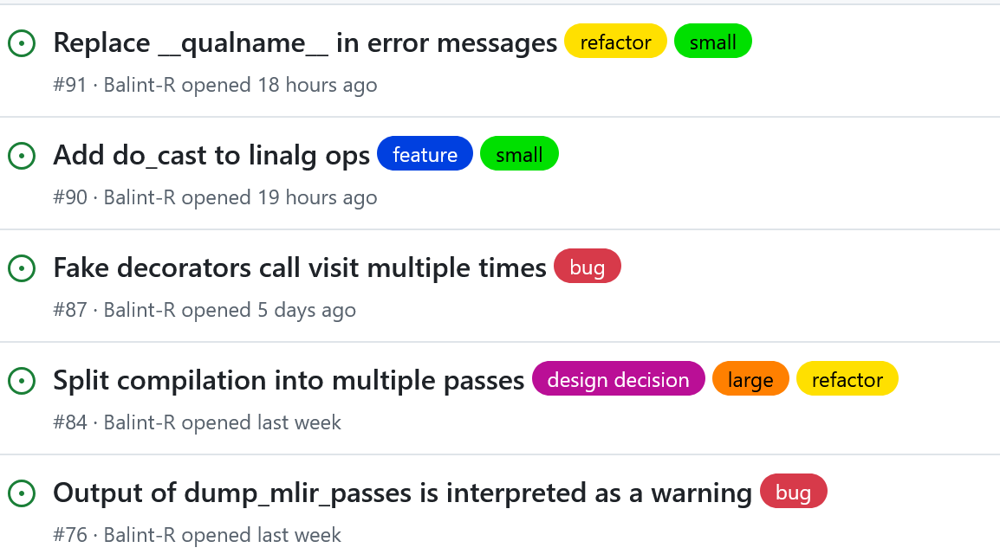 Replace __qualname__ in error messages refactor small
#91 · Balint-R opened 18 hours ago
Add do_cast to linalg ops feature small
#90 · Balint-R opened 19 hours ago
Fake decorators call visit multiple times bug
#87 · Balint-R opened 5 days ago
Split compilation into multiple passes design decision large refactor
#84 · Balint-R opened last week
Output of dump_mlir_passes is interpreted as a warning bug
#76 · Balint-R opened last week